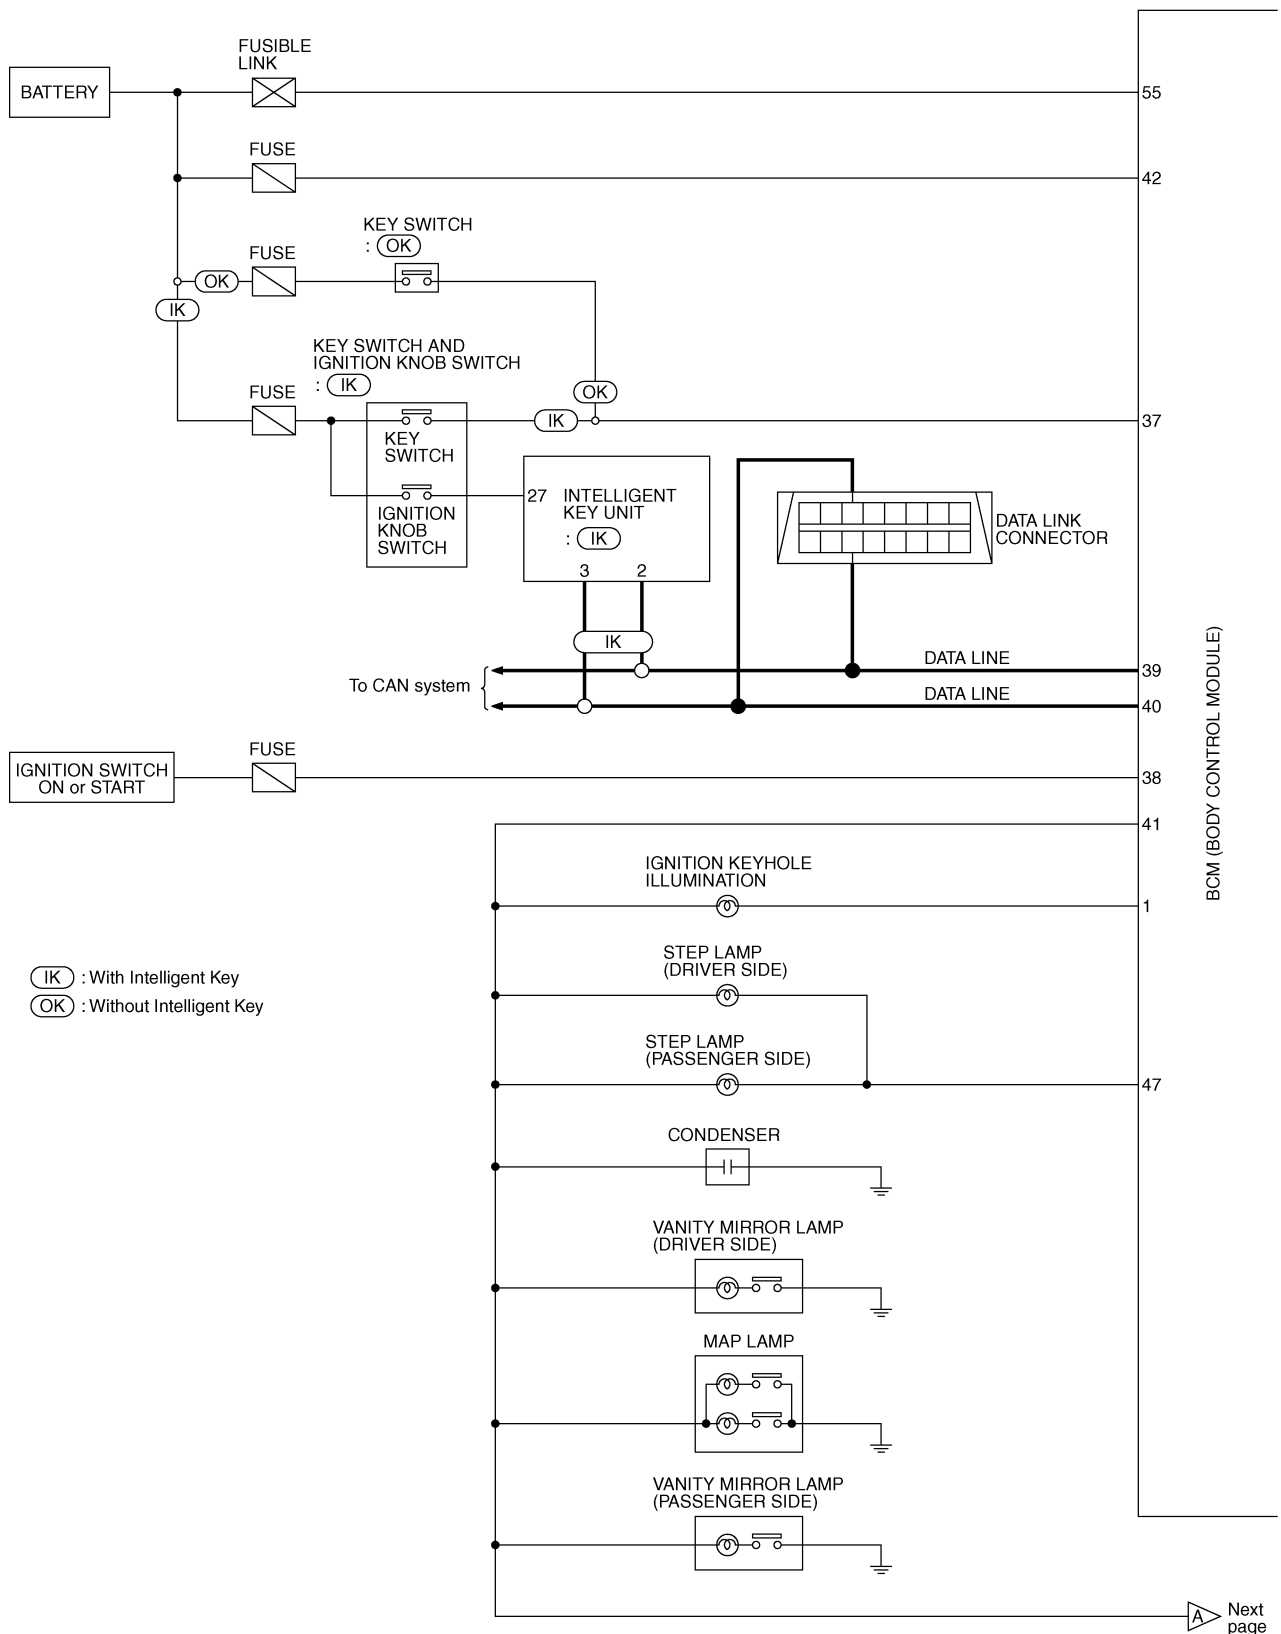 FUSIBLE
LINK
BATTERY
55
FUSE
42
KEY SWITCH
: OK
FUSE
OK
IK
KEY SWITCH AND
IGNITION KNOB SWITCH
: IK
FUSE
OK
IK
37
KEY
SWITCH
27
INTELLIGENT
KEY UNIT
: IK
IGNITION
KNOB
SWITCH
DATA LINK
CONNECTOR
3 2
IK
DATA LINE
39
To CAN system
DATA LINE
40
BCM (BODY CONTROL MODULE)
FUSE
IGNITION SWITCH
ON or START
38
41
IGNITION KEYHOLE
ILLUMINATION
1
STEP LAMP
(DRIVER SIDE)
IK : With Intelligent Key
OK : Without Intelligent Key
STEP LAMP
(PASSENGER SIDE)
47
CONDENSER
VANITY MIRROR LAMP
(DRIVER SIDE)
MAP LAMP
VANITY MIRROR LAMP
(PASSENGER SIDE)
A
Next
page